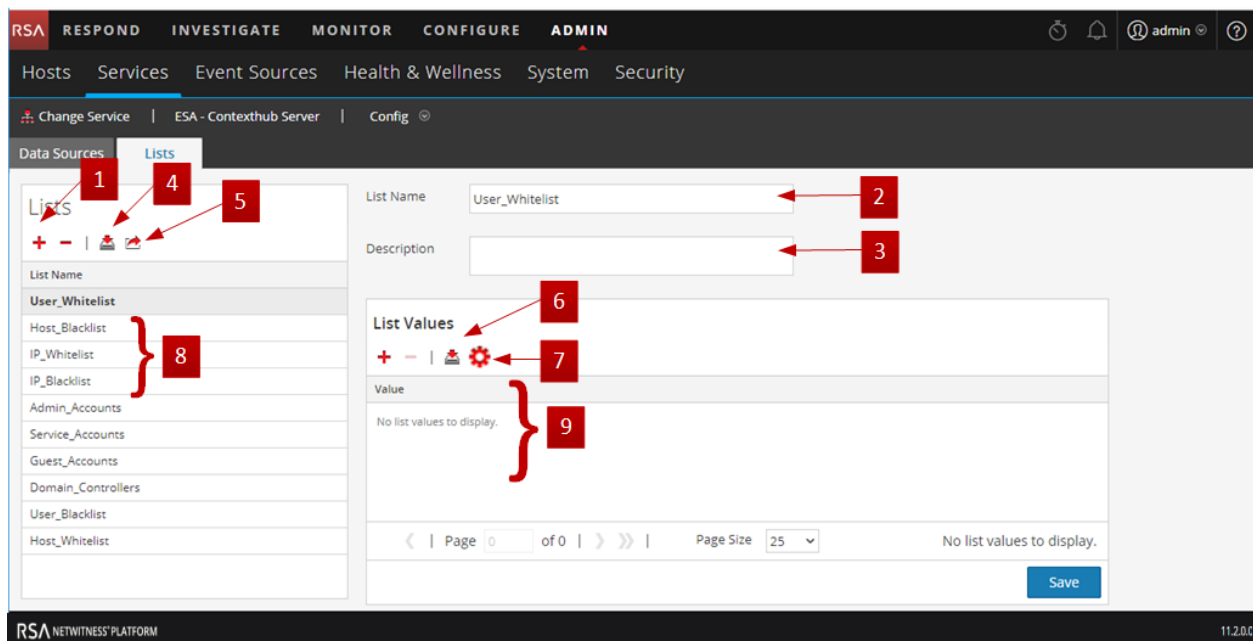 RSA RESPOND INVESTIGATE MONITOR CONFIGURE ADMIN admin ?
Hosts Services Event Sources Health & Wellness System Security
Change Service | ESA - Contexthub Server | Config
Data Sources Lists
1 4 5
Lists
List Name User_Whitelist 2
Description 3
List Name
User_Whitelist
Host_Blacklist
IP_Whitelist
IP_Blacklist
8
Admin_Accounts
Service_Accounts
Guest_Accounts
Domain_Controllers
User_Blacklist
Host_Whitelist
6
List Values
7
Value
No list values to display.
9
| Page 0 of 0 | | Page Size 25 No list values to display.
Save
RSA NETWITNESS® PLATFORM 11.2.0.0